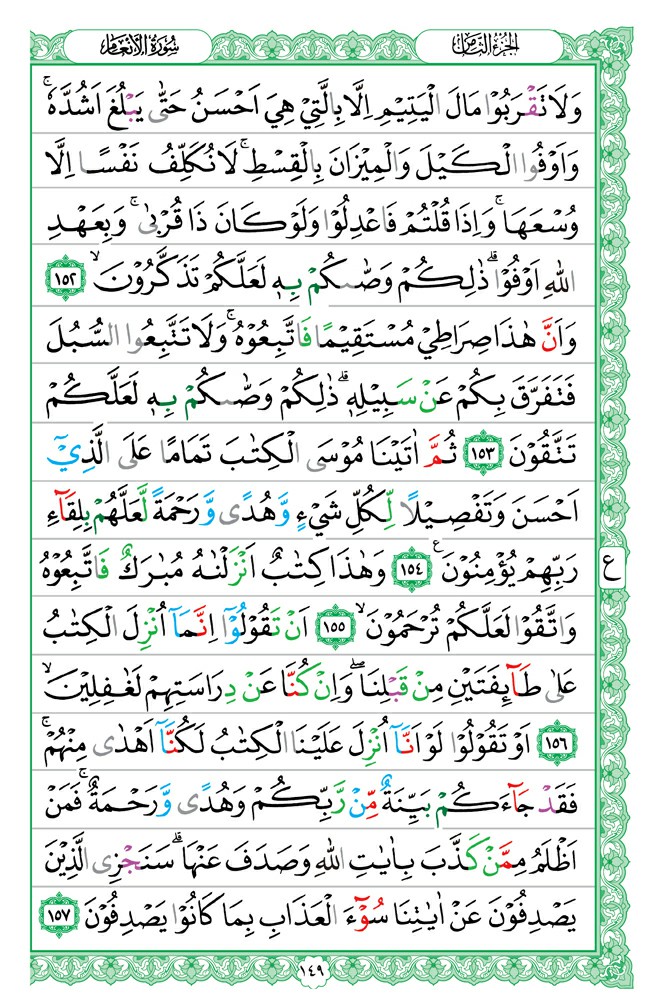 الجزء الثامن
سورة الأنعام
وَلَا تَقْرَبُوْا مَالَ الْيَتِيْمِ اِلَّا بِالَّتِيْ هِيَ اَحْسَنُ حَتّٰى يَبْلُغَ اَشُدَّهٗ ۚ
وَاَوْفُوا الْكَيْلَ وَالْمِيْزَانَ بِالْقِسْطِ ۚ لَا نُكَلِّفُ نَفْسًا اِلَّا
وُسْعَهَا ۚ وَاِذَا قُلْتُمْ فَاعْدِلُوْا وَلَوْ كَانَ ذَا قُرْبٰى ۚ وَبِعَهْدِ
اللّٰهِ اَوْفُوْا ۗ ذٰلِكُمْ وَصّٰىكُمْ بِهٖ لَعَلَّكُمْ تَذَكَّرُوْنَ ۙ ١٥٢
وَاَنَّ هٰذَا صِرَاطِيْ مُسْتَقِيْمًا فَاتَّبِعُوْهُ ۚ وَلَا تَتَّبِعُوا السُّبُلَ
فَتَفَرَّقَ بِكُمْ عَنْ سَبِيْلِهٖ ۗ ذٰلِكُمْ وَصّٰىكُمْ بِهٖ لَعَلَّكُمْ
تَتَّقُوْنَ ١٥٣ ثُمَّ اٰتَيْنَا مُوْسَى الْكِتٰبَ تَمَامًا عَلَى الَّذِيْٓ
اَحْسَنَ وَتَفْصِيْلًا لِّكُلِّ شَيْءٍ وَّهُدًى وَّرَحْمَةً لَّعَلَّهُمْ بِلِقَآءِ
رَبِّهِمْ يُؤْمِنُوْنَ ١٥٤ وَهٰذَا كِتٰبٌ اَنْزَلْنٰهُ مُبٰرَكٌ فَاتَّبِعُوْهُ
ع
وَاتَّقُوْا لَعَلَّكُمْ تُرْحَمُوْنَ ۙ ١٥٥ اَنْ تَقُوْلُوْٓا اِنَّمَآ اُنْزِلَ الْكِتٰبُ
عَلٰى طَآىِٕفَتَيْنِ مِنْ قَبْلِنَا ۖ وَاِنْ كُنَّا عَنْ دِرَاسَتِهِمْ لَغٰفِلِيْنَ ۙ
١٥٦ اَوْ تَقُوْلُوْا لَوْ اَنَّآ اُنْزِلَ عَلَيْنَا الْكِتٰبُ لَكُنَّآ اَهْدٰى مِنْهُمْ ۚ
فَقَدْ جَآءَكُمْ بَيِّنَةٌ مِّنْ رَّبِّكُمْ وَهُدًى وَّرَحْمَةٌ ۚ فَمَنْ
اَظْلَمُ مِمَّنْ كَذَّبَ بِاٰيٰتِ اللّٰهِ وَصَدَفَ عَنْهَا ۗ سَنَجْزِى الَّذِيْنَ
يَصْدِفُوْنَ عَنْ اٰيٰتِنَا سُوْٓءَ الْعَذَابِ بِمَا كَانُوْا يَصْدِفُوْنَ ١٥٧
١٤٩